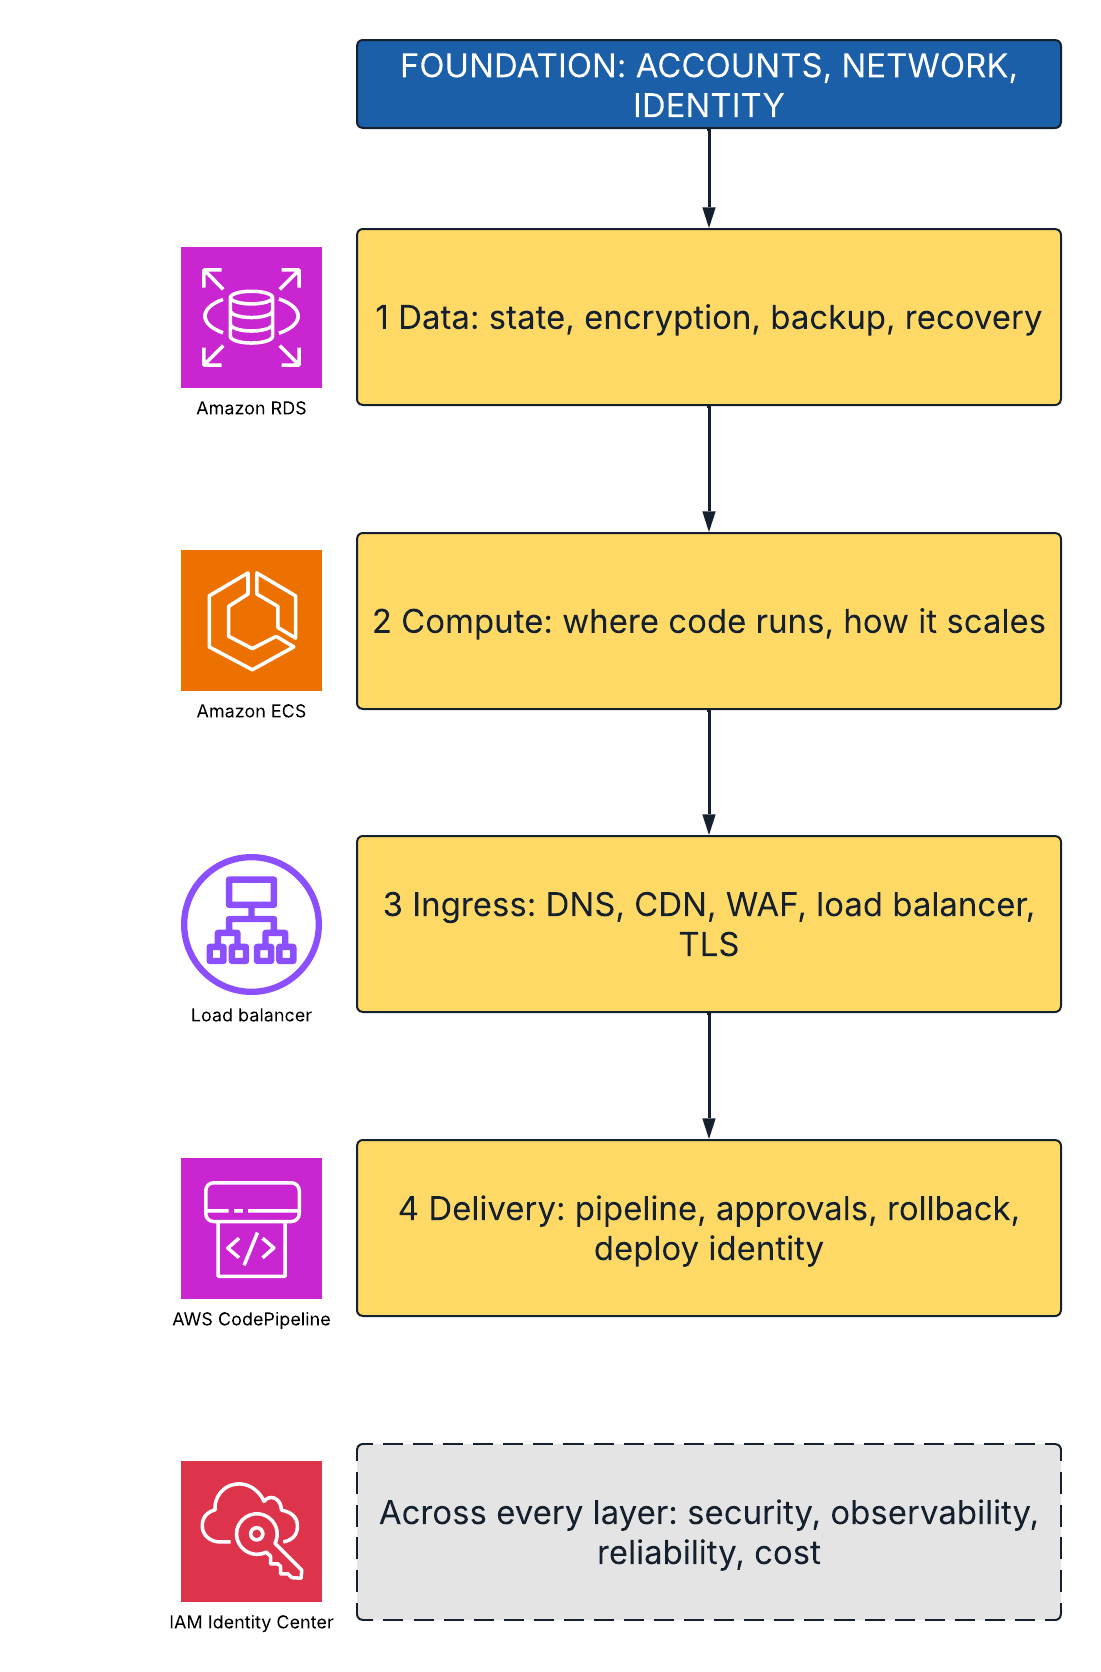 FOUNDATION: ACCOUNTS, NETWORK,
IDENTITY
1 Data: state, encryption, backup, recovery
Amazon RDS
2 Compute: where code runs, how it scales
Amazon ECS
3 Ingress: DNS, CDN, WAF, load balancer,
TLS
Load balancer
4 Delivery: pipeline, approvals, rollback,
deploy identity
AWS CodePipeline
Across every layer: security, observability,
reliability, cost
IAM Identity Center